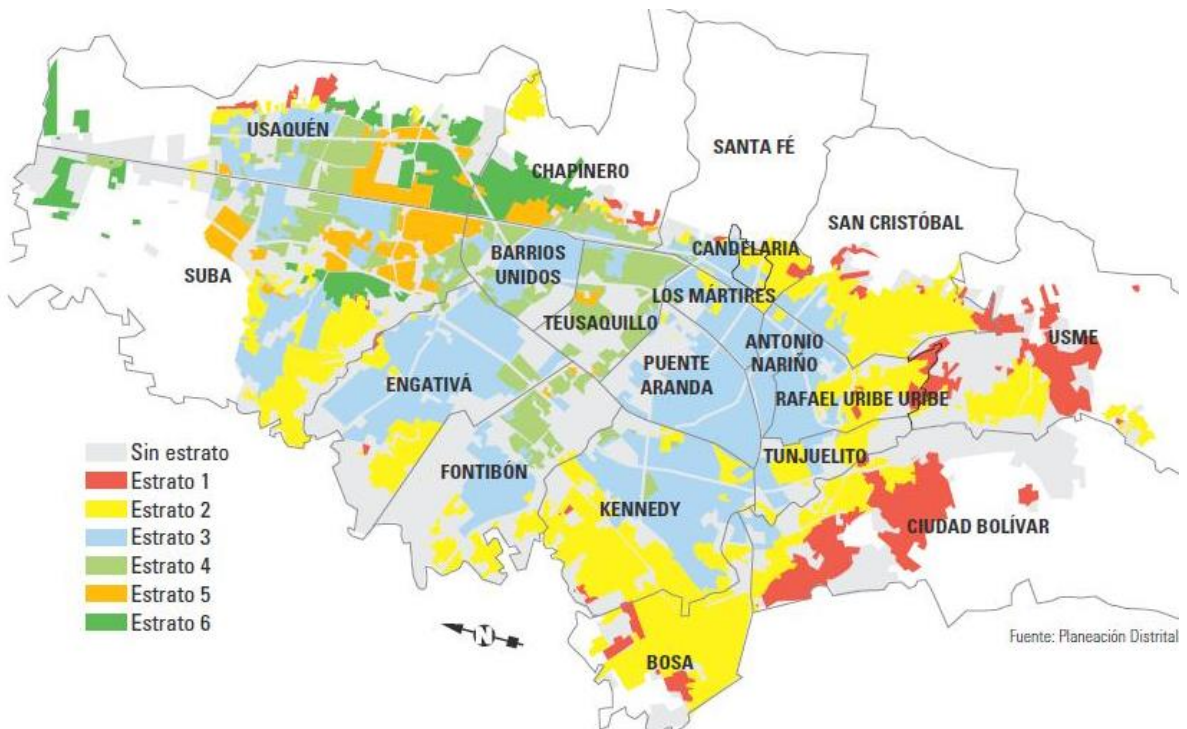 USAQUÉN
SANTA FÉ
CHAPINERO
SAN CRISTÓBAL
CANDELARIA
BARRIOS
UNIDOS
SUBA
LOS MÁRTIRES
TEUSAQUILLO
USME
ANTONIO
NARIÑO
PUENTE
ARANDA
ENGATIVÁ
RAFAEL URIBE URIBE
Sin estrato
Estrato 1
Estrato 2
Estrato 3
Estrato 4
Estrato 5
Estrato 6
FONTIBÓN
TUNJUELITO
KENNEDY
CIUDAD BOLÍVAR
N
Fuente: Planeación Distrital
BOSA